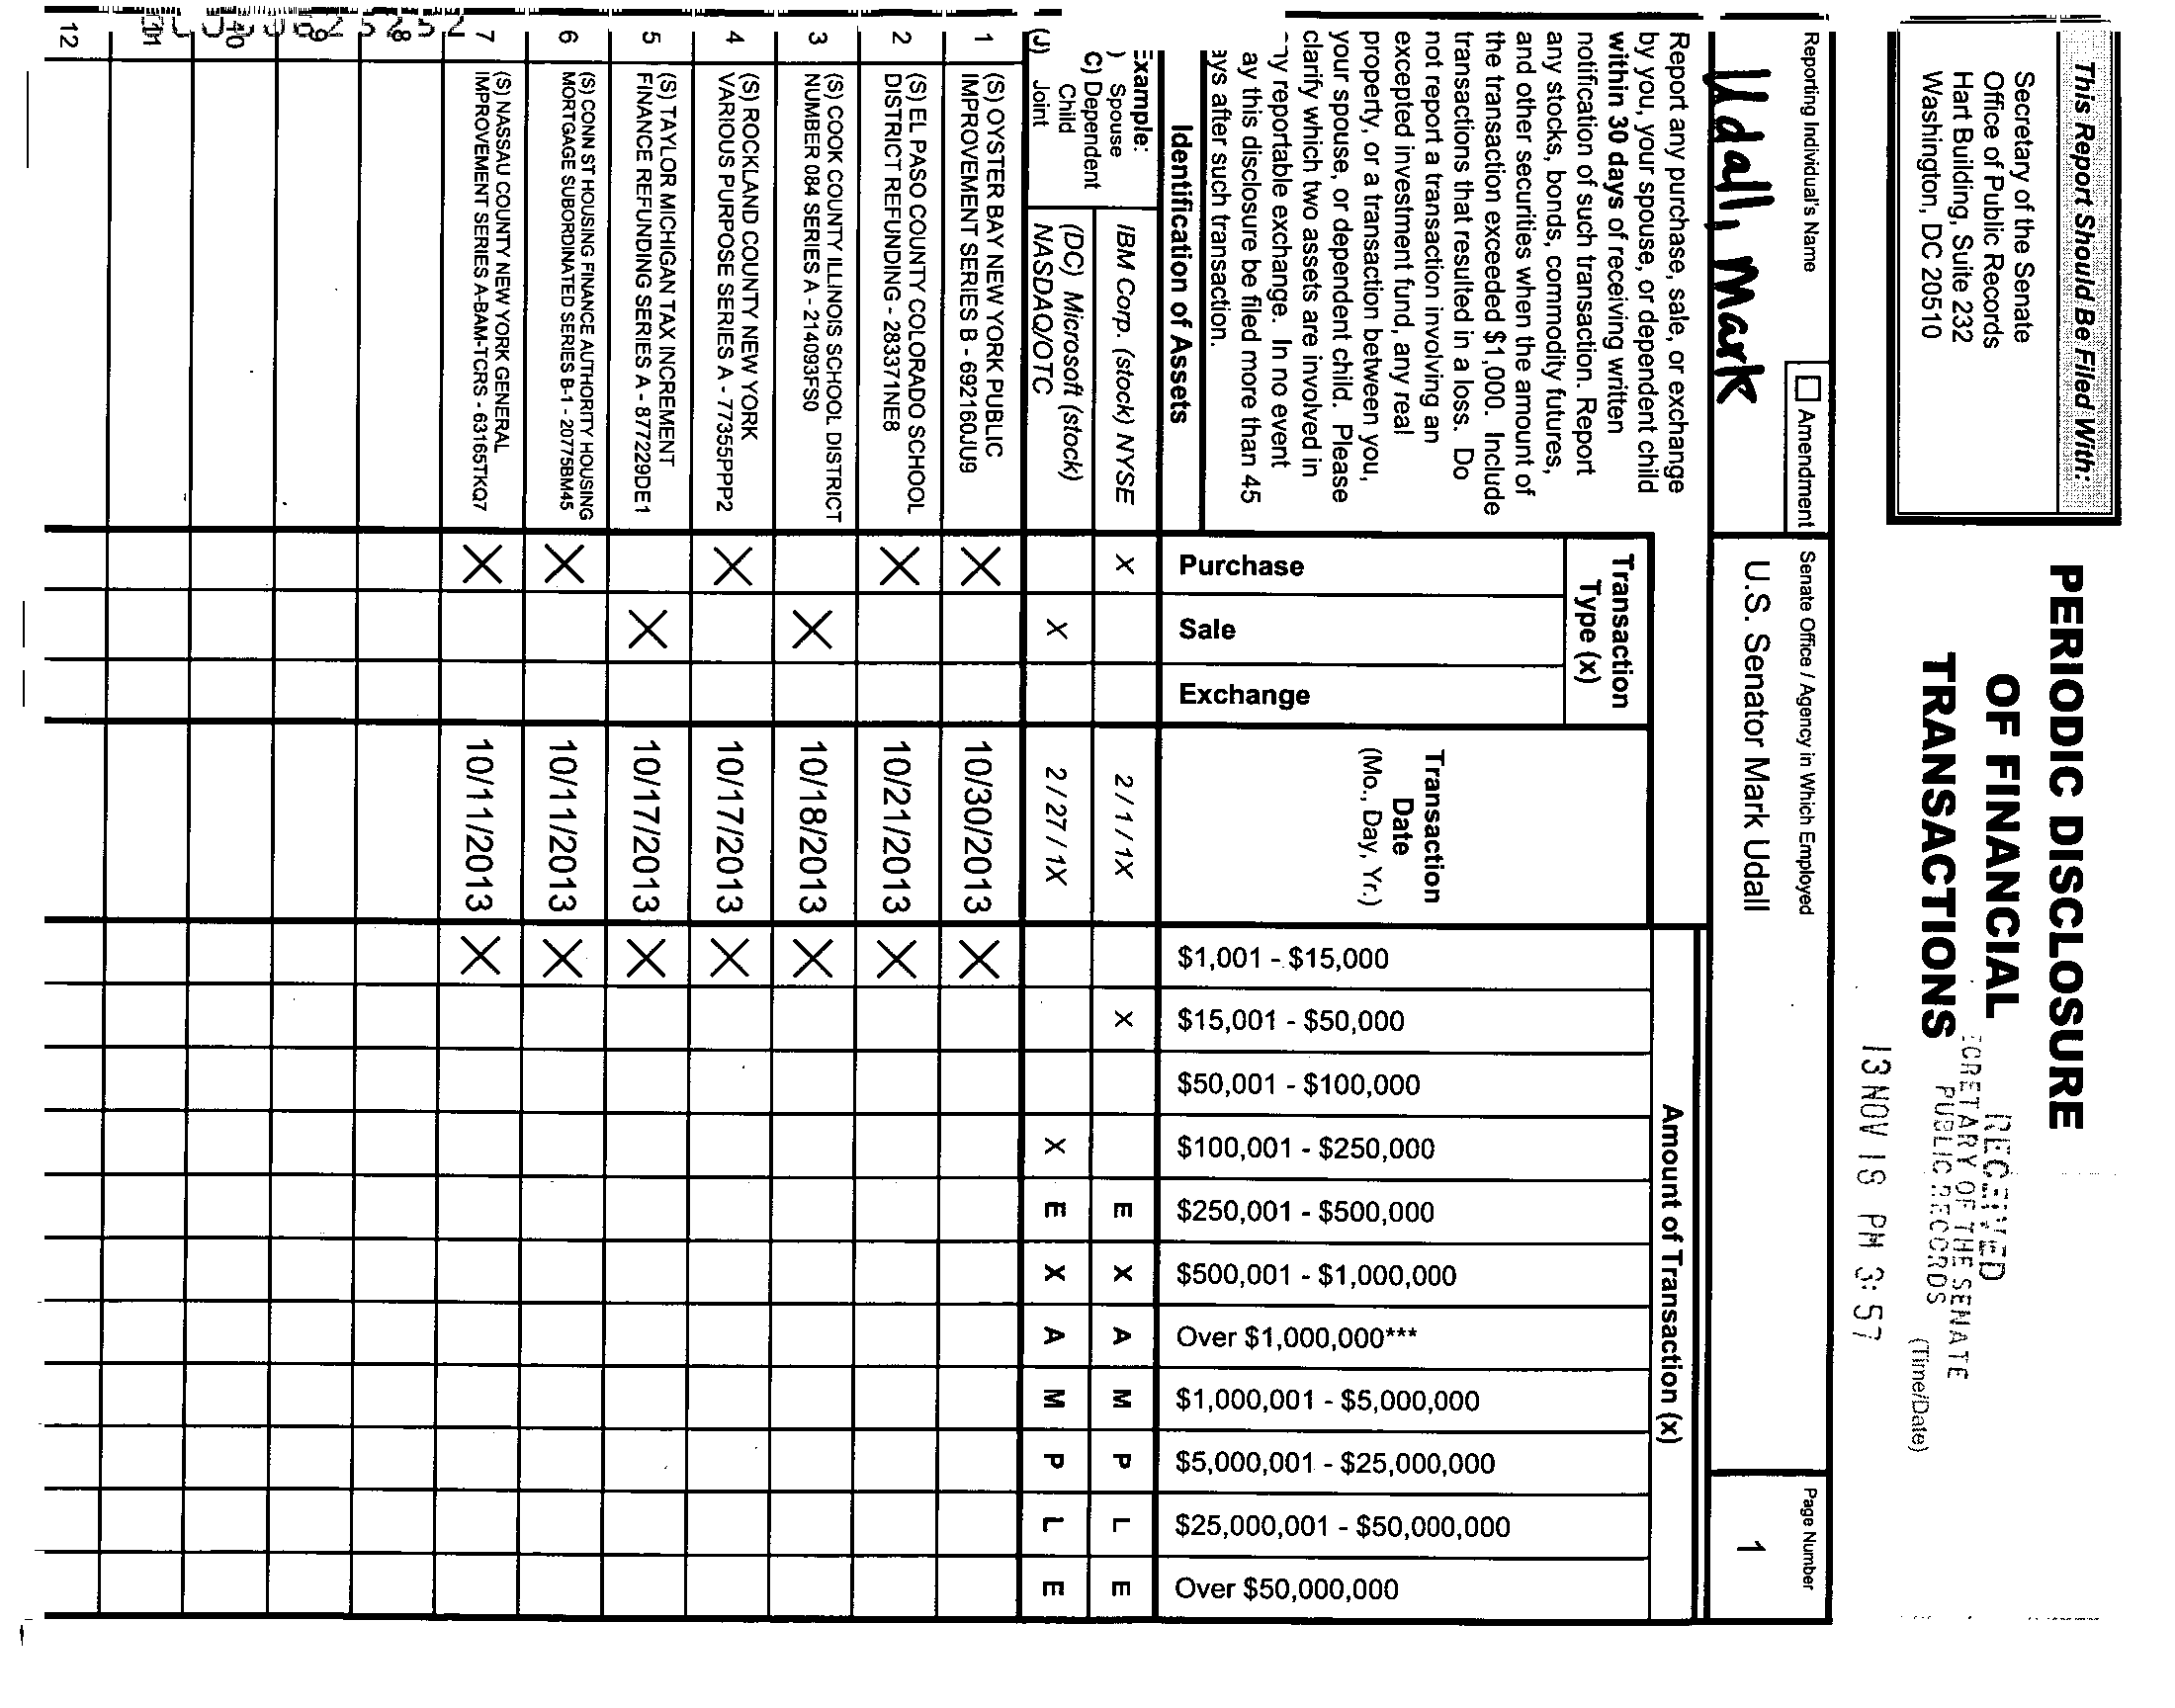 This Report Should Be Filed With:
Secretary of the Senate
Office of Public Records
Hart Building, Suite 232
Washington, DC 20510
PERIODIC DISCLOSURE
OF FINANCIAL
TRANSACTIONS
RECEIVED
SECRETARY OF THE SENATE
PUBLIC RECORDS
(Time/Date)
13 NOV 18 PM 3:57
Reporting Individual's Name
Udall, Mark
Amendment
Senate Office / Agency in Which Employed
U.S. Senator Mark Udall
Page Number
1
Report any purchase, sale, or exchange
by you, your spouse, or dependent child
within 30 days of receiving written
notification of such transaction. Report
any stocks, bonds, commodity futures,
and other securities when the amount of
the transaction exceeded $1,000. Include
transactions that resulted in a loss. Do
not report a transaction involving an
excepted investment fund, any real
property, or a transaction between you,
your spouse, or dependent child. Please
clarify which two assets are involved in
any reportable exchange. In no event
ay this disclosure be filed more than 45
ays after such transaction.
Identification of Assets
Transaction
Type (x)
Purchase
Sale
Exchange
Transaction
Date
(Mo., Day, Yr.)
Amount of Transaction (x)
$1,001 - $15,000
$15,001 - $50,000
$50,001 - $100,000
$100,001 - $250,000
$250,001 - $500,000
$500,001 - $1,000,000
Over $1,000,000***
$1,000,001 - $5,000,000
$5,000,001 - $25,000,000
$25,000,001 - $50,000,000
Over $50,000,000
Example:
) Spouse
C) Dependent
Child
(J) Joint
IBM Corp. (stock) NYSE X 2 / 1 / 1X X E X A M P L E
(DC) Microsoft (stock)
NASDAQ/OTC X 2 / 27 / 1X X E X A M P L E
1 (S) OYSTER BAY NEW YORK PUBLIC
IMPROVEMENT SERIES B - 692160JU9 X 10/30/2013 X
2 (S) EL PASO COUNTY COLORADO SCHOOL
DISTRICT REFUNDING - 283371NE8 X 10/21/2013 X
3 (S) COOK COUNTY ILLINOIS SCHOOL DISTRICT
NUMBER 084 SERIES A - 214093FS0 X 10/18/2013 X
4 (S) ROCKLAND COUNTY NEW YORK
VARIOUS PURPOSE SERIES A - 77355PPP2 X 10/17/2013 X
5 (S) TAYLOR MICHIGAN TAX INCREMENT
FINANCE REFUNDING SERIES A - 877229DE1 X 10/17/2013 X
6 (S) CONN ST HOUSING FINANCE AUTHORITY HOUSING
MORTGAGE SUBORDINATED SERIES B-1 - 20775BM45 X 10/11/2013 X
7 (S) NASSAU COUNTY NEW YORK GENERAL
IMPROVEMENT SERIES A-BAM-TCRS - 63165TKQ7 X 10/11/2013 X
8
9
10
11
12